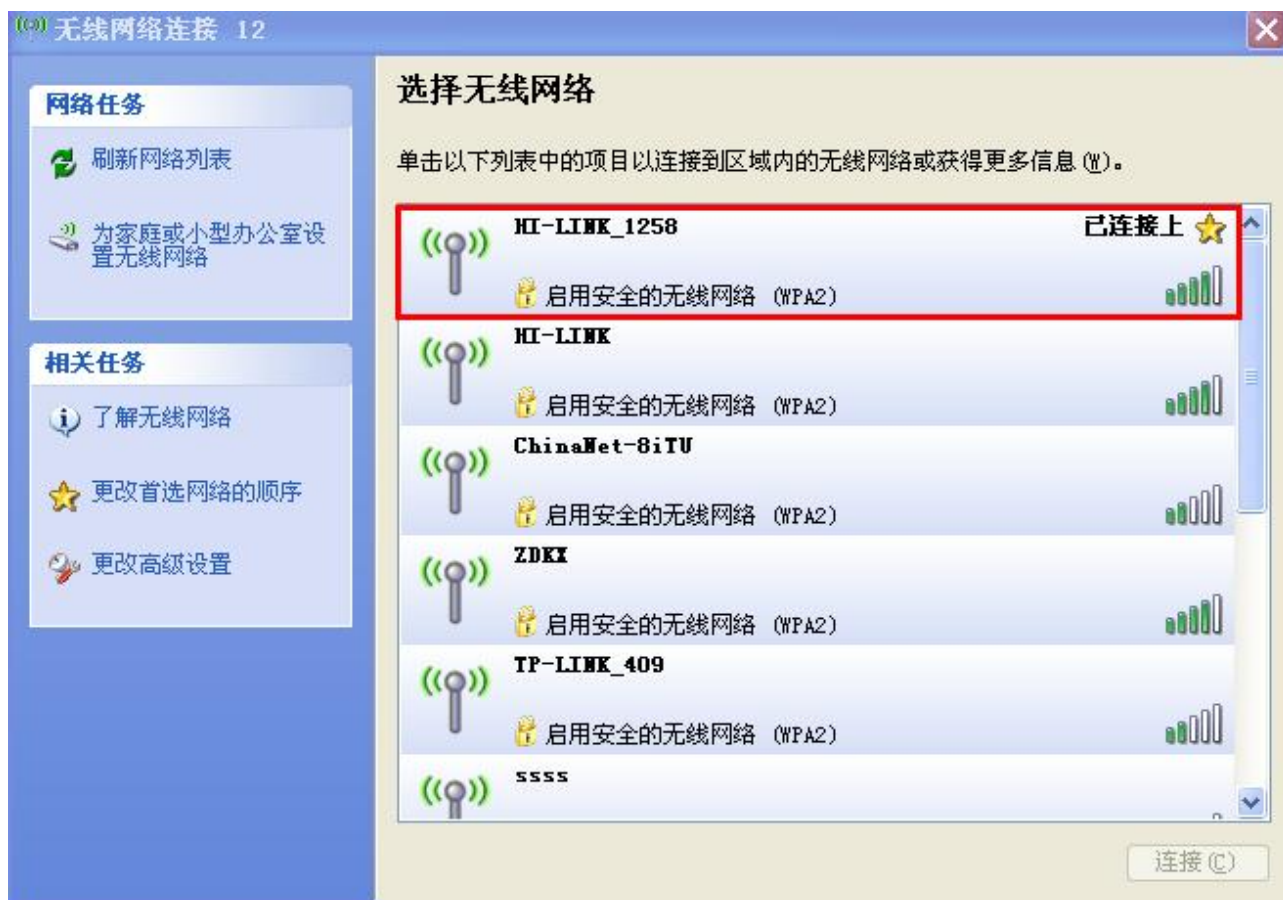 无线网络连接 12
网络任务
刷新网络列表
为家庭或小型办公室设
置无线网络
相关任务
了解无线网络
更改首选网络的顺序
更改高级设置
选择无线网络
单击以下列表中的项目以连接到区域内的无线网络或获得更多信息(W)。
HI-LINK_1258
已连接上
启用安全的无线网络 (WPA2)
HI-LINK
启用安全的无线网络 (WPA2)
ChinaNet-8iTU
启用安全的无线网络 (WPA2)
ZDKX
启用安全的无线网络 (WPA2)
TP-LINK_409
启用安全的无线网络 (WPA2)
ssss
连接(C)